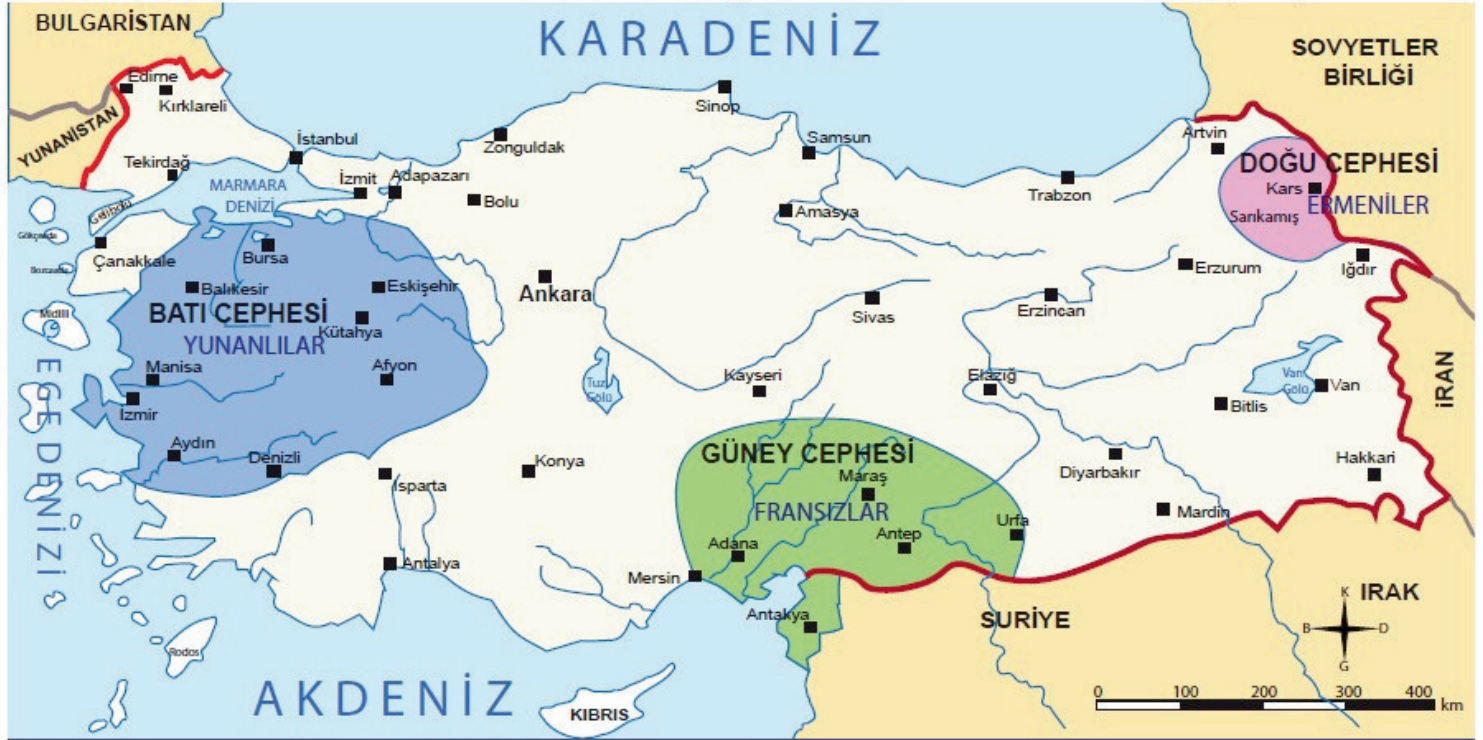 BULGARİSTAN
KARADENİZ
SOVYETLER
BİRLİĞİ
YUNANİSTAN
Edirne
Kırklareli
Tekirdağ
İstanbul
MARMARA
DENİZİ
İzmit
Adapazarı
Zonguldak
Bolu
Sinop
Samsun
Amasya
Trabzon
Artvin
DOĞU CEPHESİ
Kars
ERMENİLER
Sarıkamış
Iğdır
Erzurum
Gelibolu
Gökçeada
Bozcaada
Çanakkale
Bursa
Balıkesir
Eskişehir
BATI CEPHESİ
Kütahya
YUNANLILAR
Ankara
Sivas
Erzincan
Midilli
EGE DENİZİ
Manisa
Afyon
İzmir
Aydın
Denizli
Tuz
Gölü
Kayseri
Elazığ
Van
Gölü
Van
Bitlis
İRAN
Isparta
Konya
GÜNEY CEPHESİ
Maraş
FRANSIZLAR
Adana
Antep
Urfa
Diyarbakır
Mardin
Hakkari
Antalya
Mersin
Antakya
SURİYE
IRAK
K
B
D
G
Rodos
AKDENİZ
KIBRIS
0 100 200 300 400 km